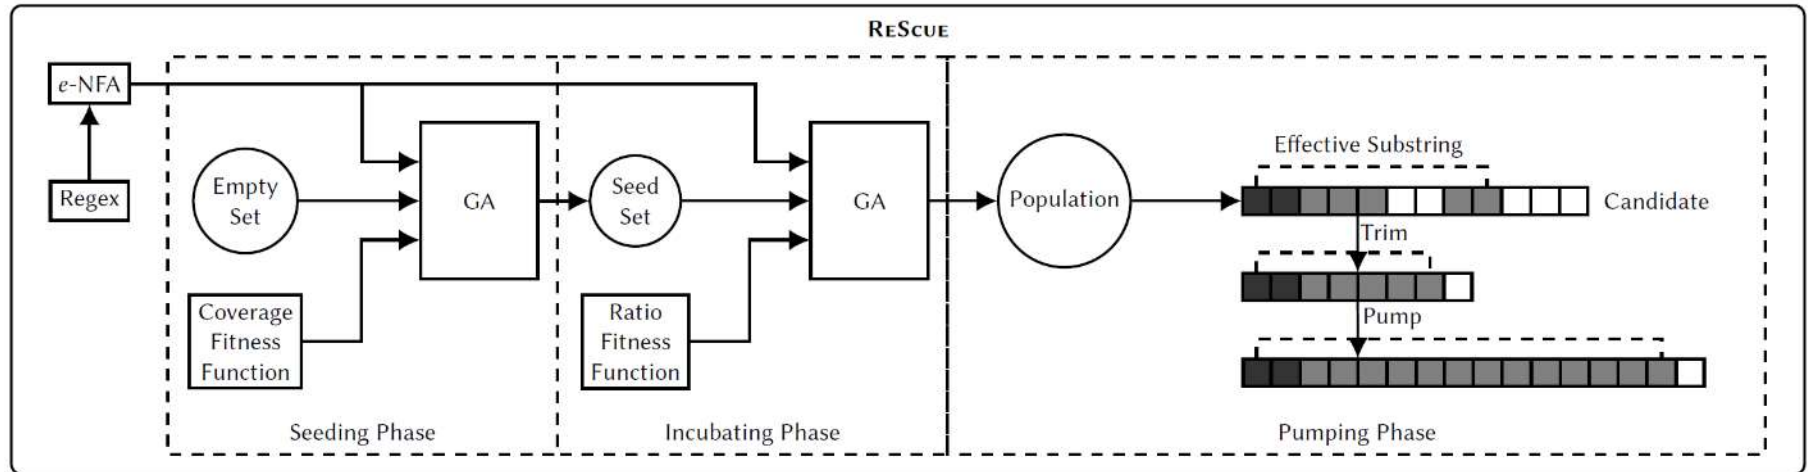 ReScue
e-NFA
Regex
Empty
Set
GA
Coverage
Fitness
Function
Seeding Phase
Seed
Set
GA
Ratio
Fitness
Function
Incubating Phase
Population
Effective Substring
Candidate
Trim
Pump
Pumping Phase